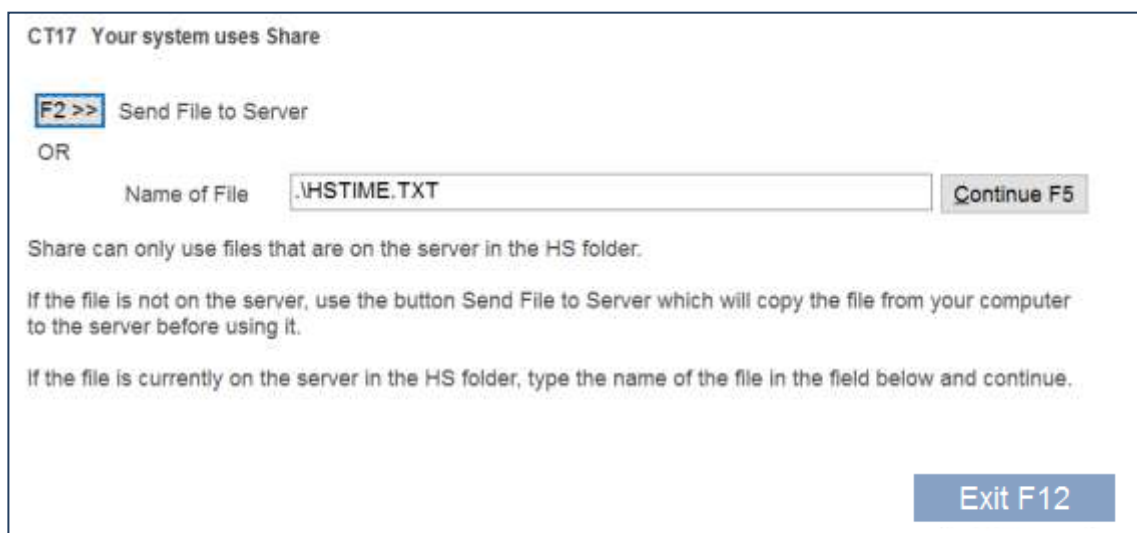 CT17 Your system uses Share
F2 >> Send File to Server
OR
Name of File .\HSTIME.TXT Continue F5
Share can only use files that are on the server in the HS folder.
If the file is not on the server, use the button Send File to Server which will copy the file from your computer
to the server before using it.
If the file is currently on the server in the HS folder, type the name of the file in the field below and continue.
Exit F12